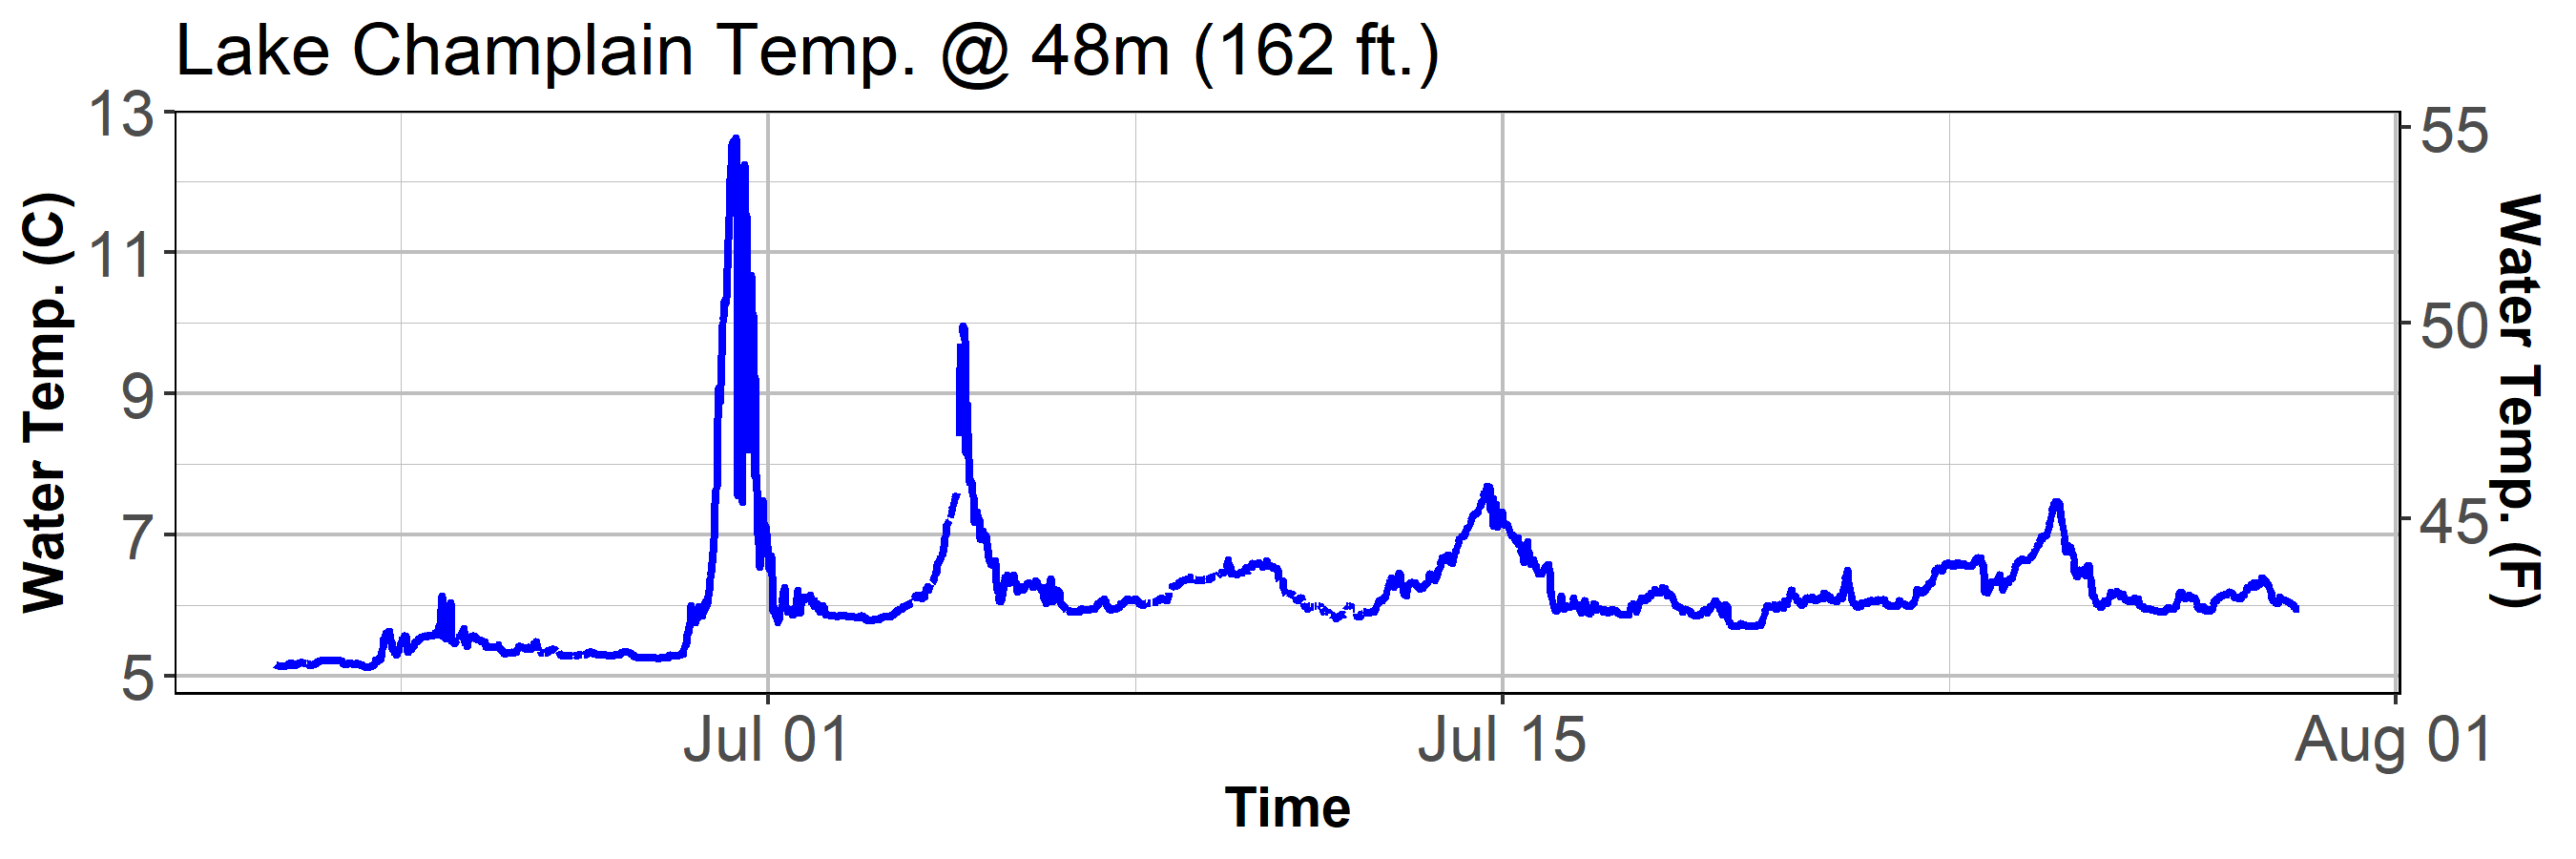 Lake Champlain Temp. @ 48m (162 ft.)
13
11
9
7
5
Water Temp. (C)
55
50
45
Water Temp. (F)
Jul 01
Jul 15
Aug 01
Time